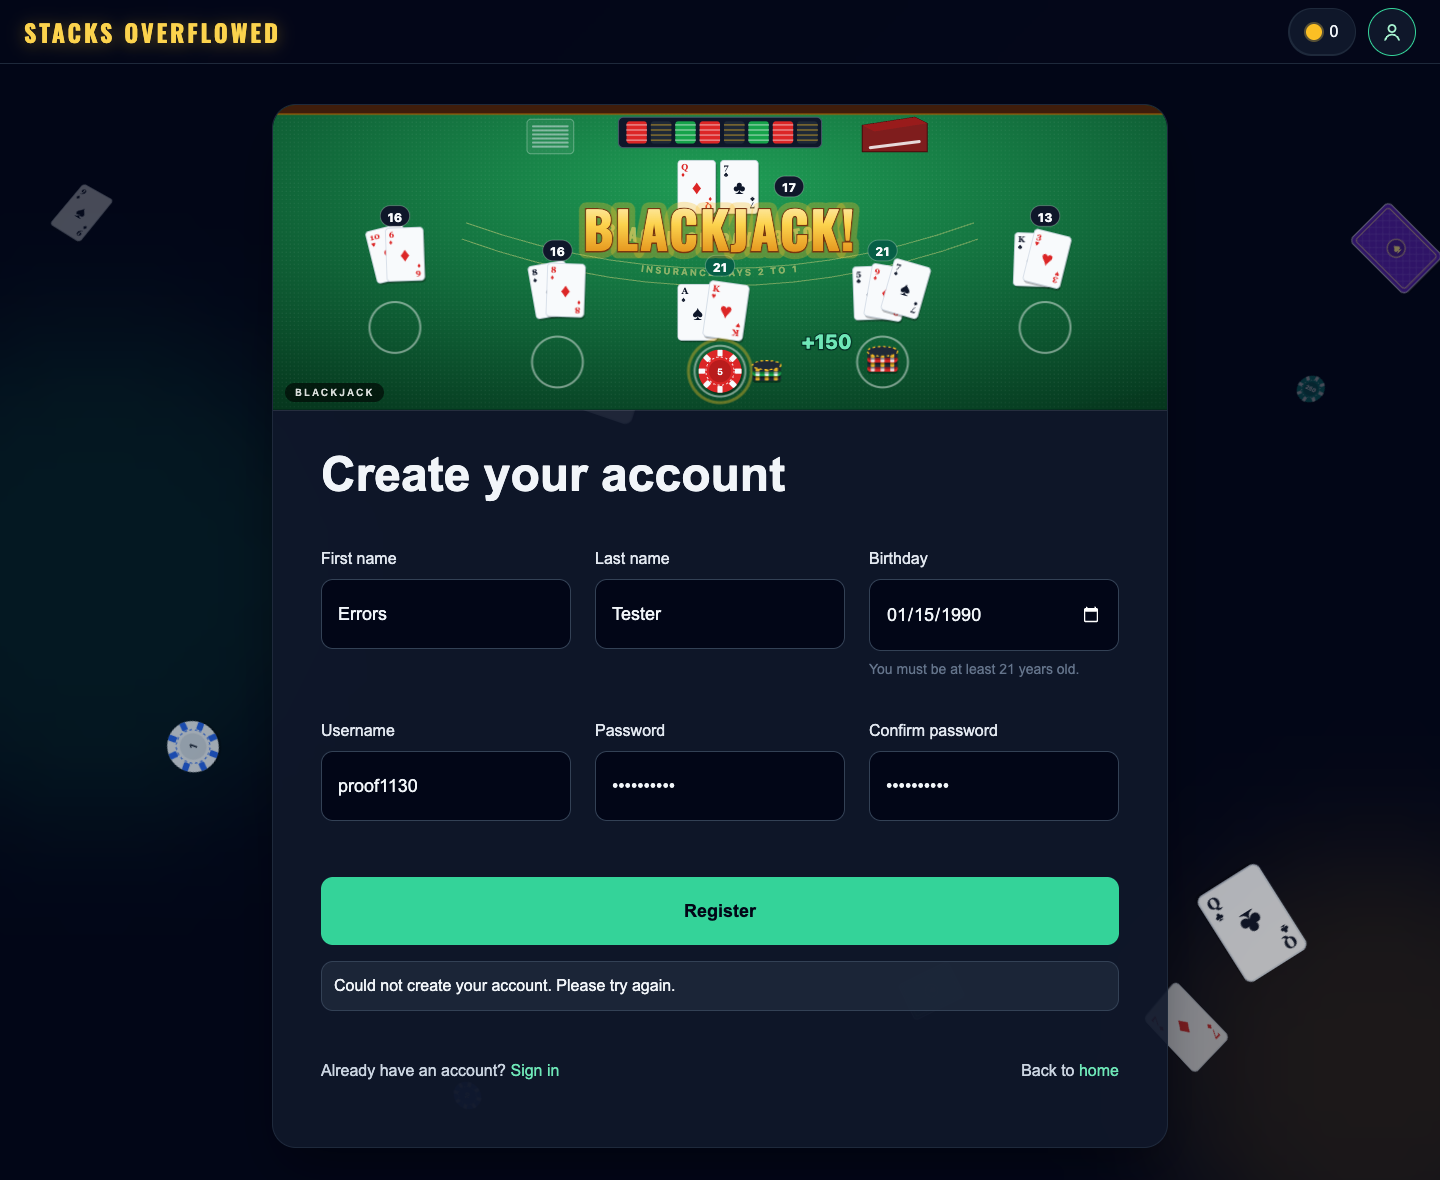 STACKS OVERFLOWED
0
17
16
13
BLACKJACK!
16
21
21
INSURANCE PAYS 2 TO 1
+150
5
BLACKJACK
Create your account
First name
Last name
Birthday
Errors
Tester
01/15/1990
You must be at least 21 years old.
Username
Password
Confirm password
proof1130
••••••••••
••••••••••
Register
Could not create your account. Please try again.
Already have an account? Sign in
Back to home